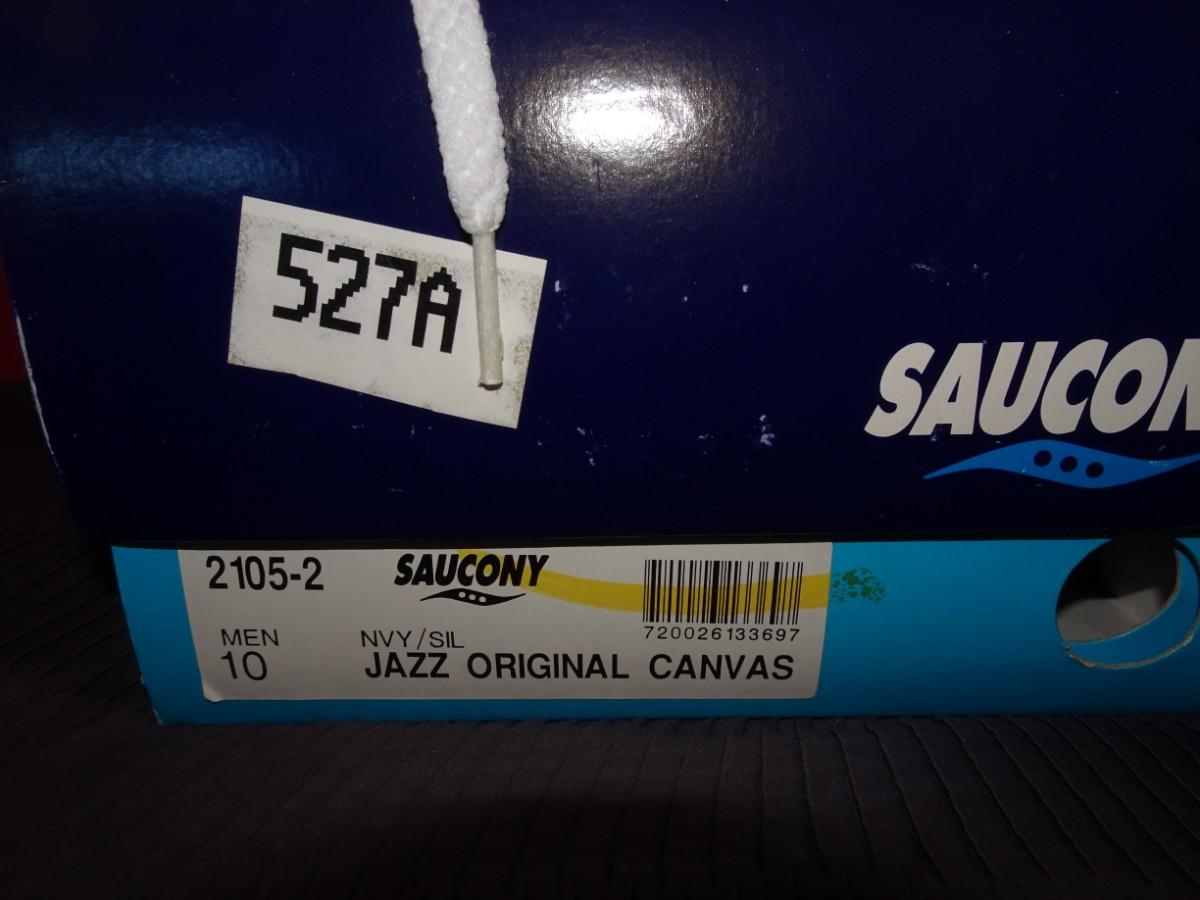 527A
SAUCON
2105-2 SAUCONY
720026133697
MEN NVY/SIL
10 JAZZ ORIGINAL CANVAS